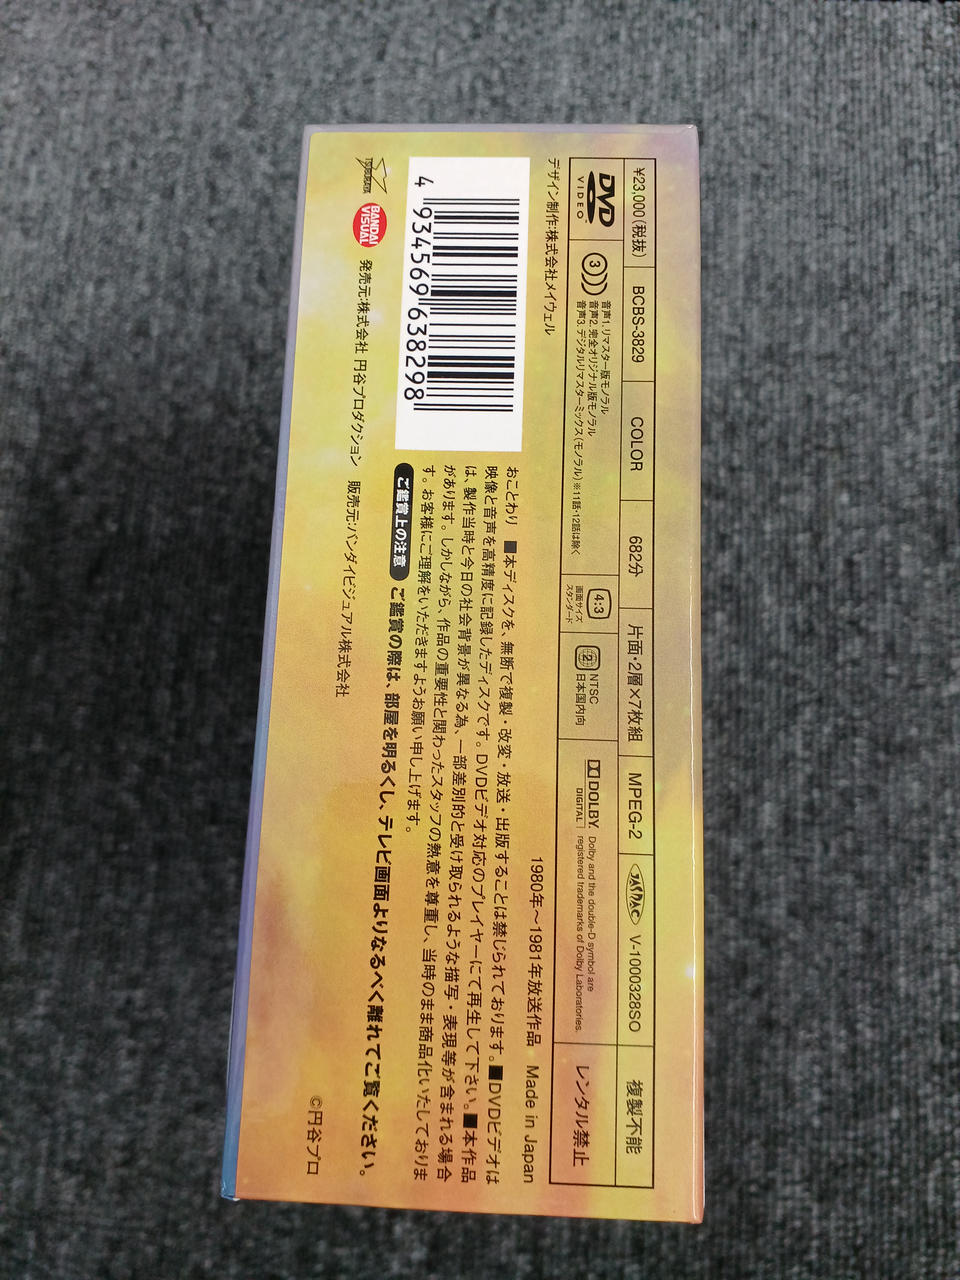 ¥23,000(税抜) BCBS-3829 COLOR 682分 片面・2層×7枚組 MPEG-2 JASRAC V-1000328SO 複製不能
DVD VIDEO
3
音声1.リマスター版モノラル
音声2.完全オリジナル版モノラル
音声3.デジタルリマスターミックス(モノラル)※11話・12話は除く
4:3
画面サイズ
スタンダード
2
NTSC
日本国内向
DOLBY DIGITAL
Dolby and the double-D symbol are
registered trademarks of Dolby Laboratories.
レンタル禁止
デザイン制作:株式会社メイウェル
1980年〜1981年放送作品 Made in Japan
4 934569 638298
おことわり ■本ディスクを、無断で複製・改変・放送・出版することは禁じられております。■DVDビデオは
映像と音声を高精度に記録したディスクです。DVDビデオ対応のプレイヤーにて再生して下さい。■本作品
は、製作当時と今日の社会背景が異なる為、一部差別的と受け取られるような描写・表現等が含まれる場合
があります。しかしながら、作品の重要性と関わったスタッフの熱意を尊重し、当時のまま商品化いたしておりま
す。お客様にご理解をいただきますようお願い申し上げます。
ご鑑賞上の注意 ご鑑賞の際は、部屋を明るくし、テレビ画面よりなるべく離れてご覧ください。
BANDAI VISUAL
発売元:株式会社 円谷プロダクション 販売元:バンダイビジュアル株式会社
©円谷プロ